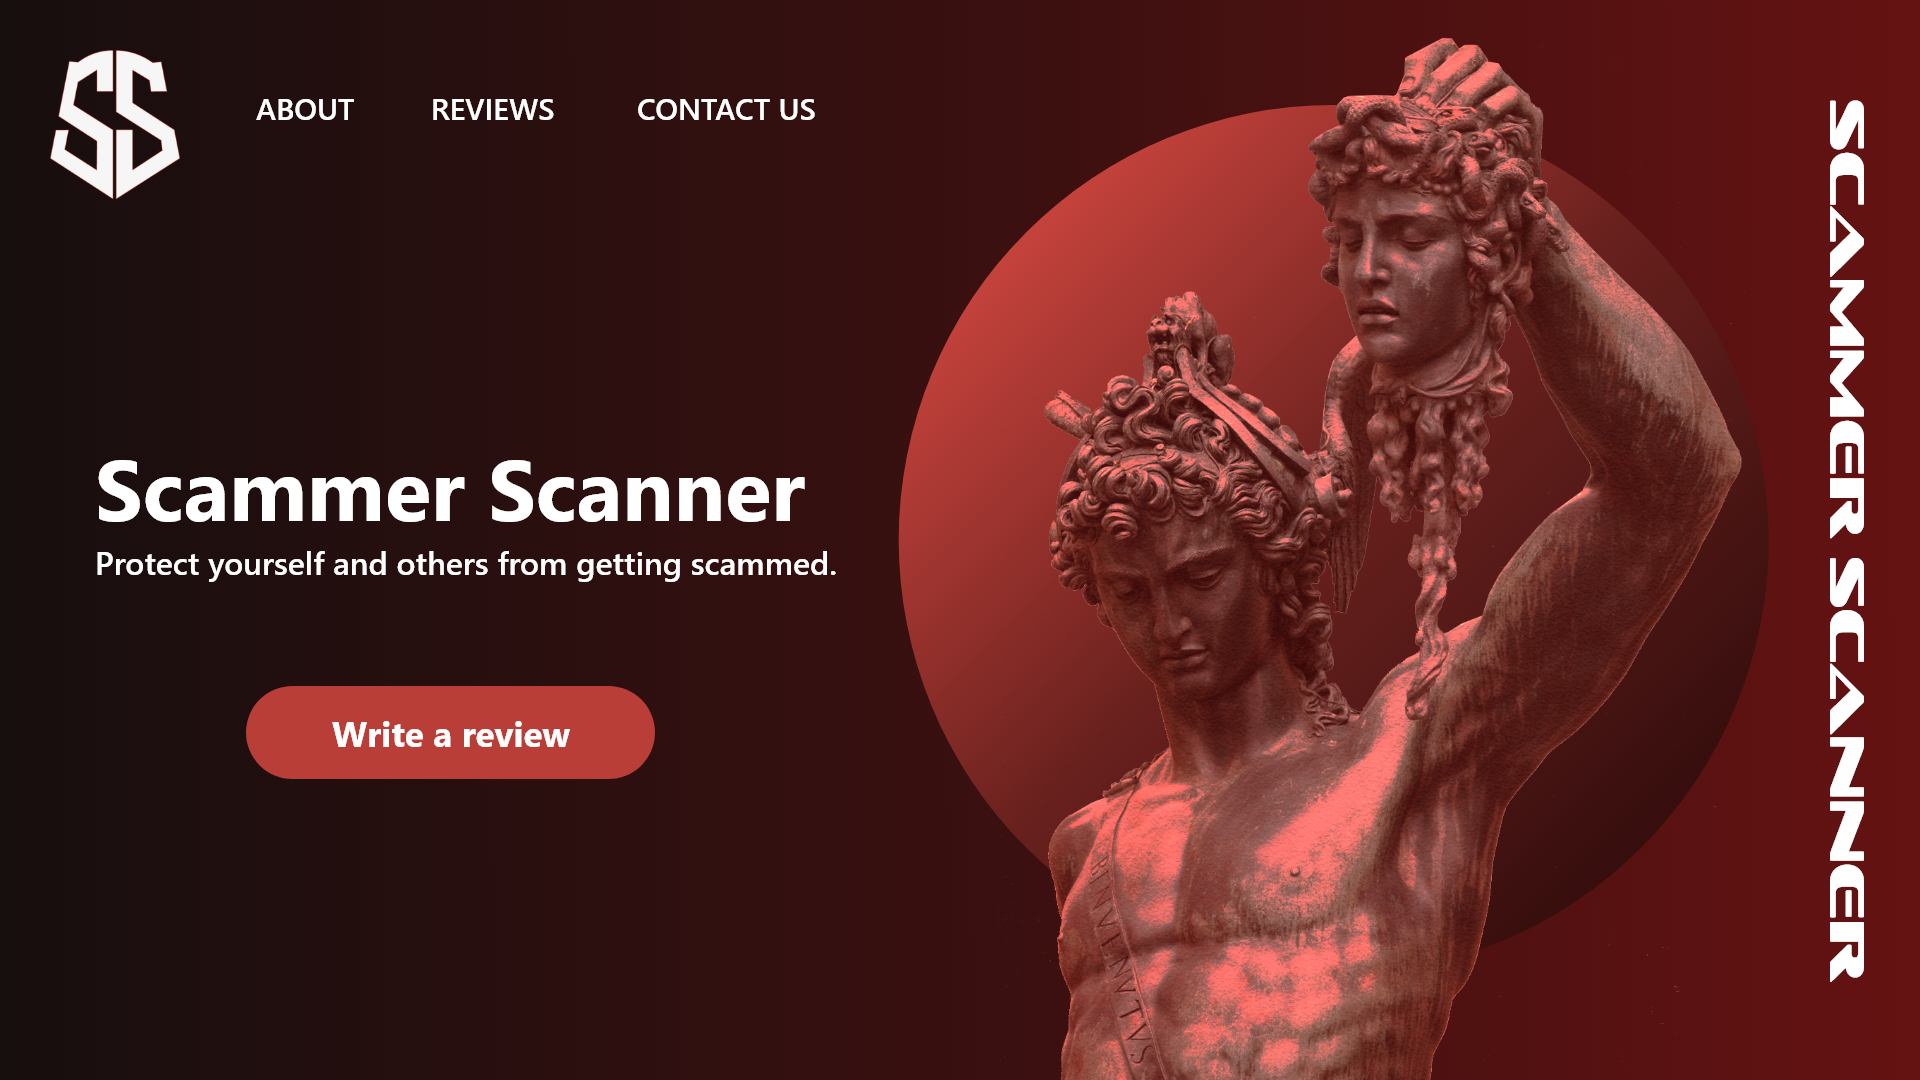 SS
ABOUT
REVIEWS
CONTACT US
Scammer Scanner
Protect yourself and others from getting scammed.
Write a review
BENVENVTVS
SCAMMER SCANNER